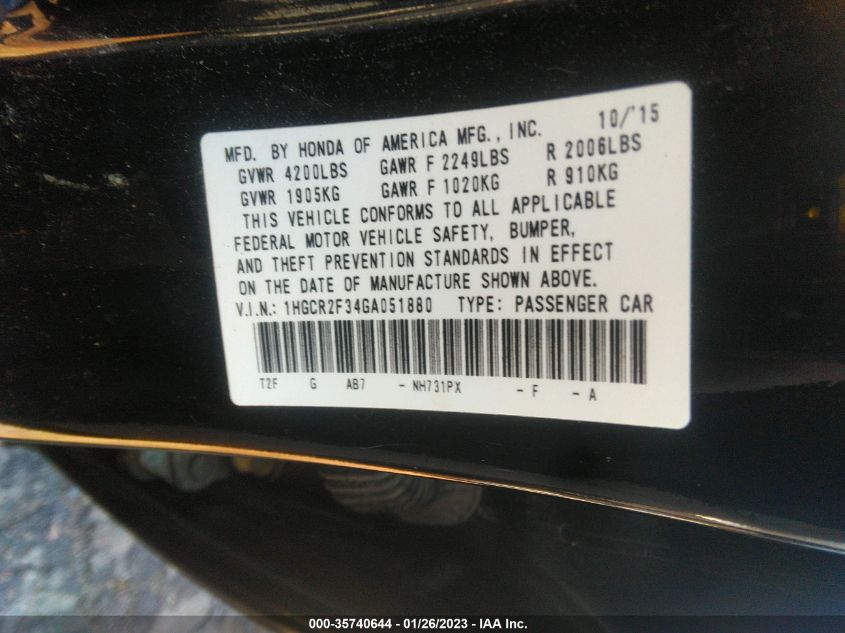 MFD. BY HONDA OF AMERICA MFG., INC. 10/'15
GVWR 4200LBS GAWR F 2249LBS R 2006LBS
GVWR 1905KG GAWR F 1020KG R 910KG
THIS VEHICLE CONFORMS TO ALL APPLICABLE
FEDERAL MOTOR VEHICLE SAFETY, BUMPER,
AND THEFT PREVENTION STANDARDS IN EFFECT
ON THE DATE OF MANUFACTURE SHOWN ABOVE.
V.I.N.: 1HGCR2F34GA051880 TYPE: PASSENGER CAR
T2F G AB7 - NH731PX - F - A
000-35740644 - 01/26/2023 - IAA Inc.